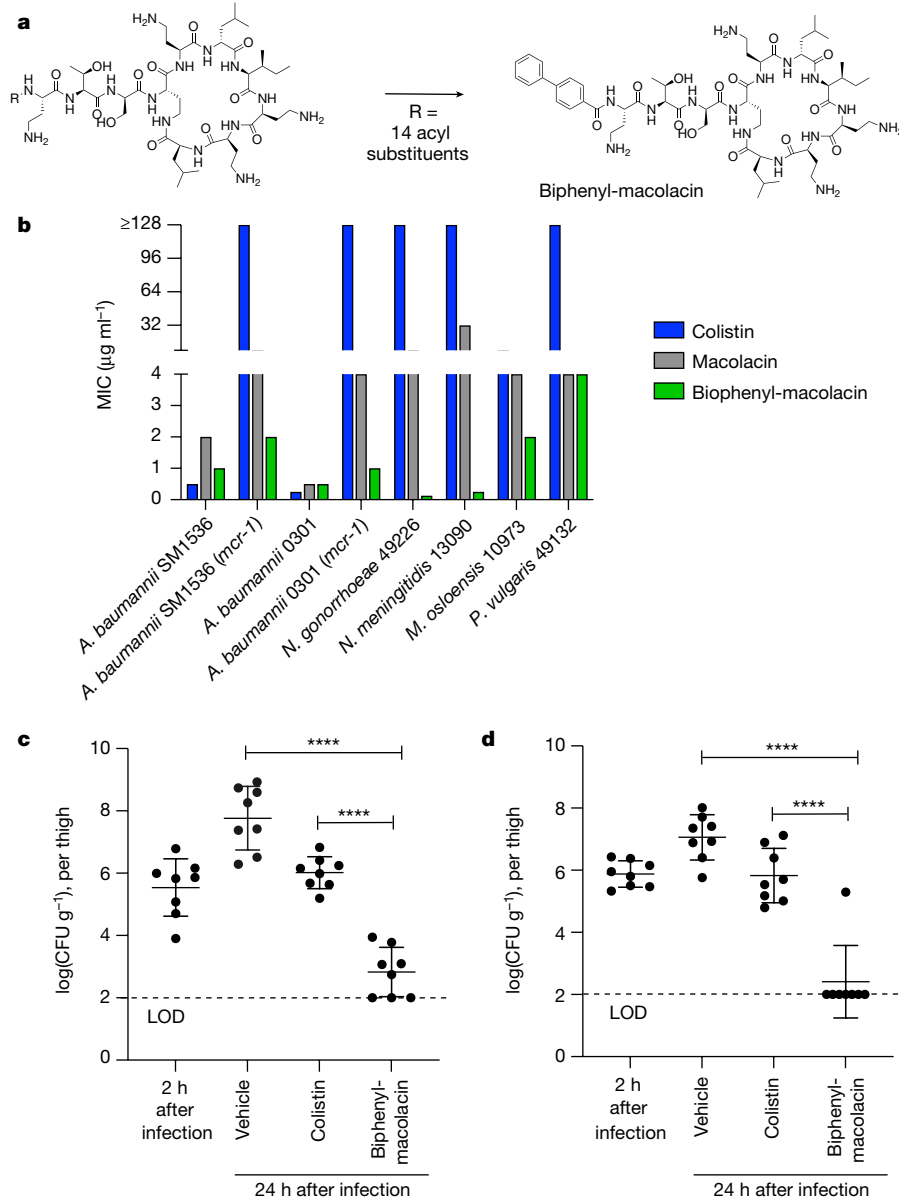 a
NH2
H2N
O
H
N
R
OH
HO
R =
14 acyl
substituents
Biphenyl-macolacin
b
MIC (µg ml−1)
≥128
96
64
32
4
3
2
1
0
Colistin
Macolacin
Biophenyl-macolacin
A. baumannii SM1536
A. baumannii SM1536 (mcr-1)
A. baumannii 0301
A. baumannii 0301 (mcr-1)
N. gonorrhoeae 49226
N. meningitidis 13090
M. osloensis 10973
P. vulgaris 49132
c
log(CFU g−1), per thigh
10
8
6
4
2
0
****
****
LOD
2 h
after
infection
Vehicle
Colistin
Biphenyl-
macolacin
24 h after infection
d
log(CFU g−1), per thigh
10
8
6
4
2
0
****
****
LOD
2 h
after
infection
Vehicle
Colistin
Biphenyl-
macolacin
24 h after infection